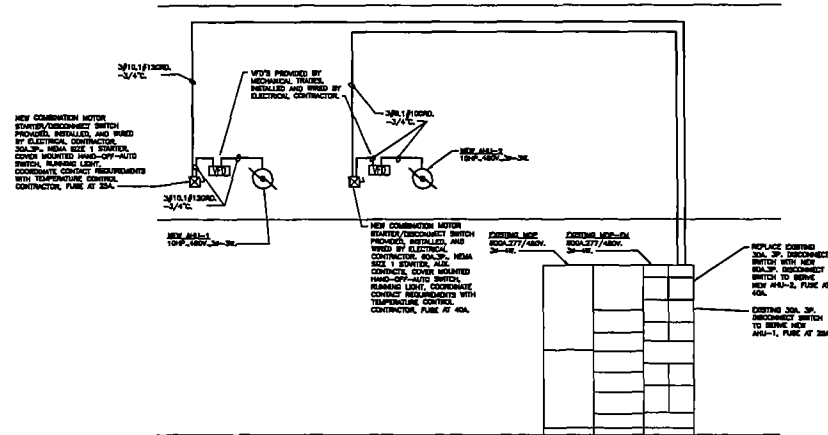 3#10,1#12GRD.
-3/4"C.
VFD'S PROVIDED BY
MECHANICAL TRADES,
INSTALLED AND WIRED BY
ELECTRICAL CONTRACTOR.
3#8,1#10GRD.
-3/4"C.
NEW COMBINATION MOTOR
STARTER/DISCONNECT SWITCH
PROVIDED, INSTALLED, AND WIRED
BY ELECTRICAL CONTRACTOR.
30A,3P., NEMA SIZE 1 STARTER,
COVER MOUNTED HAND-OFF-AUTO
SWITCH, RUNNING LIGHT,
COORDINATE CONTACT REQUIREMENTS
WITH TEMPERATURE CONTROL
CONTRACTOR, FUSE AT 25A.
VFD
VFD
NEW AHU-2
480V.,3ø-3W.
3#10,1#12GRD.
-3/4"C.
NEW AHU-1
10HP.,480V.,3ø-3W.
NEW COMBINATION MOTOR
STARTER/DISCONNECT SWITCH
PROVIDED, INSTALLED, AND
WIRED BY ELECTRICAL
CONTRACTOR. 60A,3P., NEMA
SIZE 1 STARTER, AUX.
CONTACTS, COVER MOUNTED
HAND-OFF-AUTO SWITCH,
RUNNING LIGHT, COORDINATE
CONTACT REQUIREMENTS WITH
TEMPERATURE CONTROL
CONTRACTOR, FUSE AT 40A.
EXISTING MDP
800A,277/480V.
3ø-4W.
EXISTING MDP-EM
800A,277/480V.
3ø-4W.
REPLACE EXISTING
30A, 3P. DISCONNECT
SWITCH WITH NEW
60A,3P. DISCONNECT
SWITCH TO SERVE
NEW AHU-2, FUSE AT
40A.
EXISTING 30A, 3P.
DISCONNECT SWITCH
TO SERVE NEW
AHU-1, FUSE AT 25A